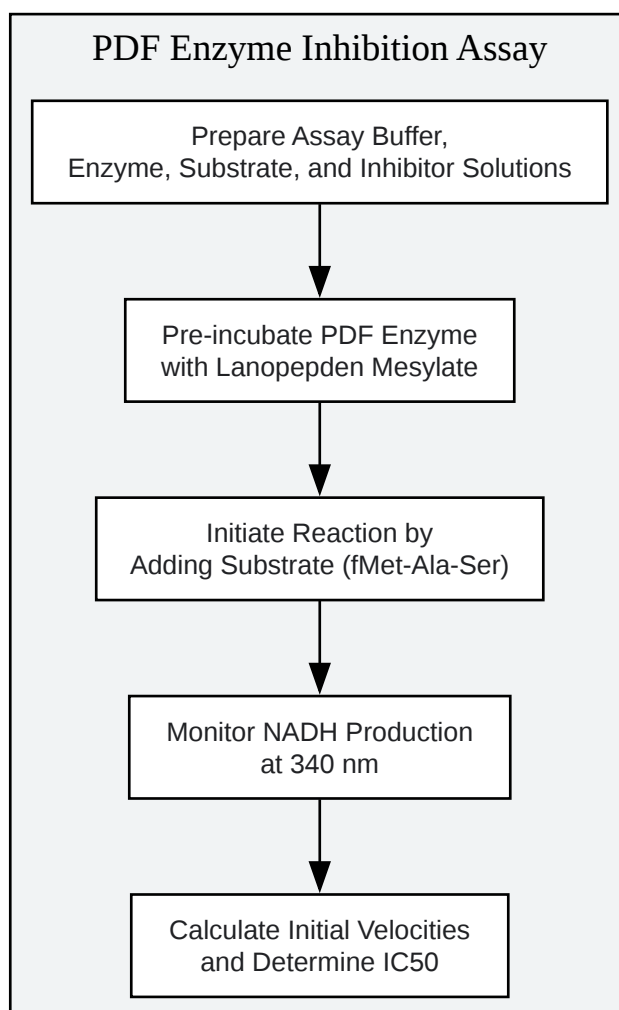 PDF Enzyme Inhibition Assay
Prepare Assay Buffer,
Enzyme, Substrate, and Inhibitor Solutions
Pre-incubate PDF Enzyme
with Lanopepden Mesylate
Initiate Reaction by
Adding Substrate (fMet-Ala-Ser)
Monitor NADH Production
at 340 nm
Calculate Initial Velocities
and Determine IC50